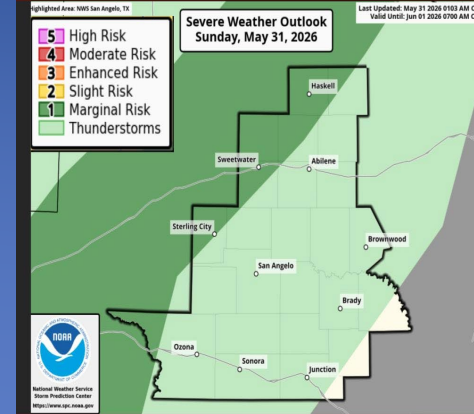 Highlighted Area: NWS San Angelo, TX
Last Updated: May 31 2026 0103 AM C
Valid Until: Jun 01 2026 0700 AM C
Severe Weather Outlook
Sunday, May 31, 2026
5 High Risk
4 Moderate Risk
3 Enhanced Risk
2 Slight Risk
1 Marginal Risk
Thunderstorms
Haskell
Sweetwater
Abilene
Sterling City
Brownwood
San Angelo
Brady
Ozona
Sonora
Junction
NOAA
National Weather Service
Storm Prediction Center
https://www.spc.noaa.gov